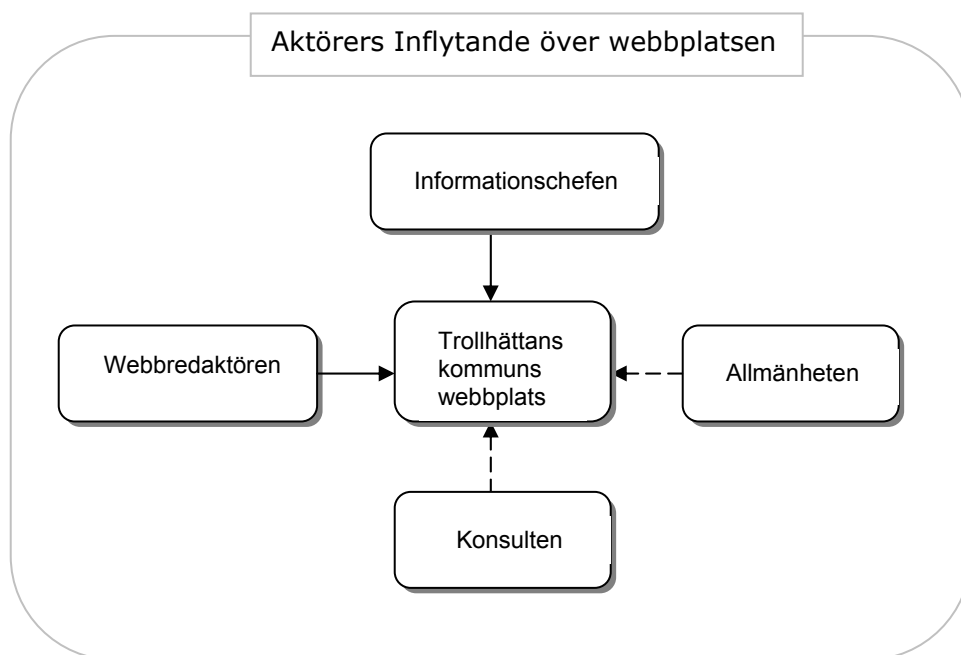 Aktörers Inflytande över webbplatsen
Informationschefen
Webbredaktören
Trollhättans
kommuns
webbplats
Allmänheten
Konsulten